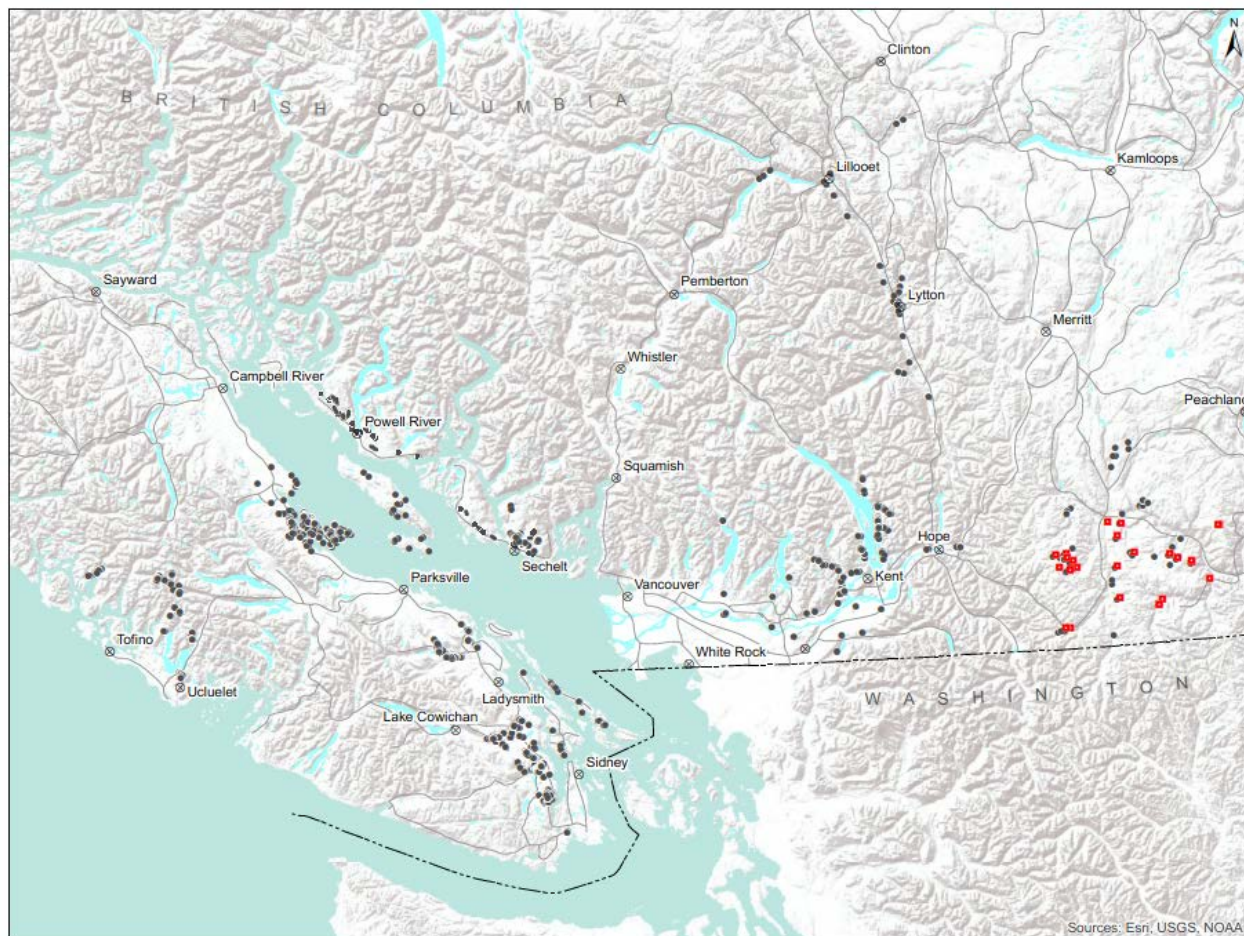 N
Clinton
BRITISH COLUMBIA
Kamloops
Lillooet
Sayward
Pemberton
Lytton
Merritt
Whistler
Campbell River
Peachland
Powell River
Squamish
Hope
Sechelt
Kent
Parksville
Vancouver
Tofino
White Rock
Ucluelet
Ladysmith
WASHINGTON
Lake Cowichan
Sidney
Sources: Esri, USGS, NOAA